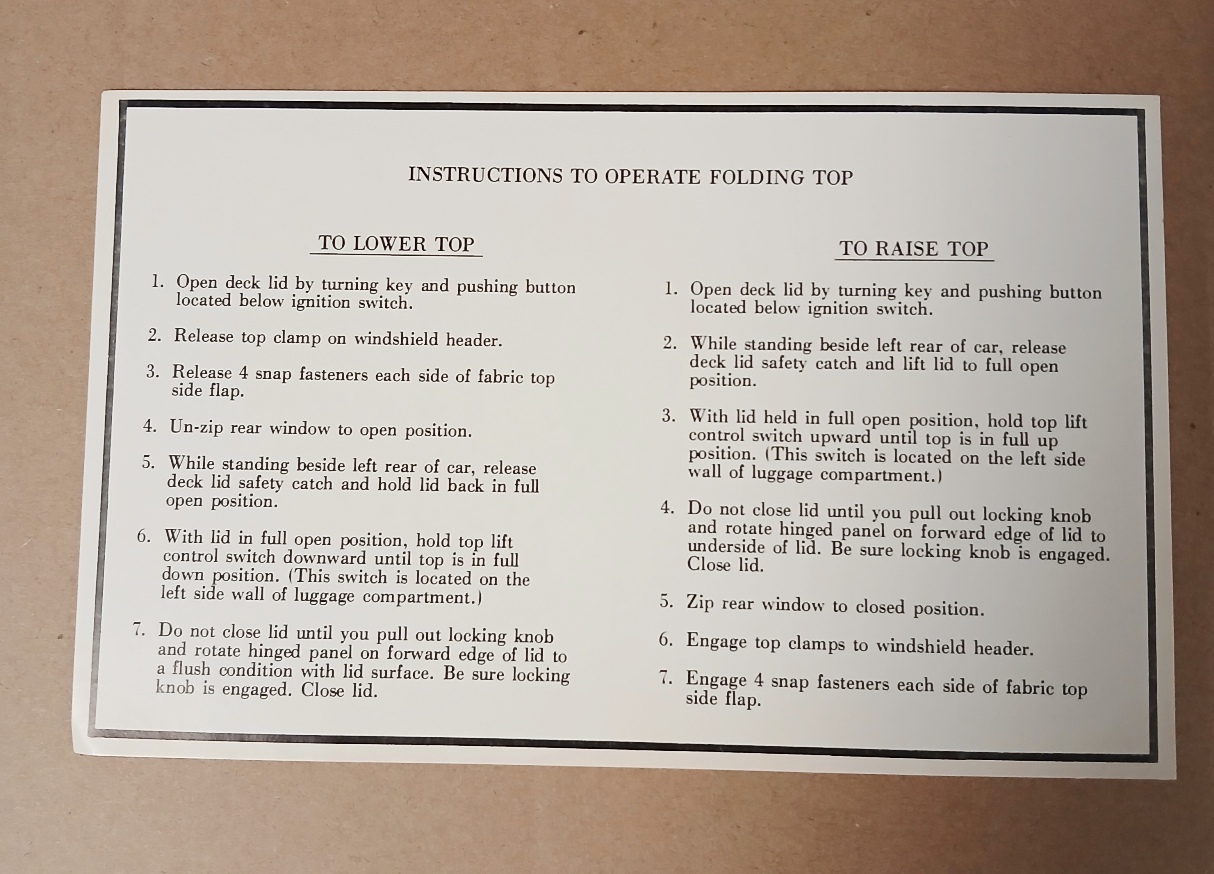 INSTRUCTIONS TO OPERATE FOLDING TOP
TO LOWER TOP
1. Open deck lid by turning key and pushing button
located below ignition switch.
2. Release top clamp on windshield header.
3. Release 4 snap fasteners each side of fabric top
side flap.
4. Un-zip rear window to open position.
5. While standing beside left rear of car, release
deck lid safety catch and hold lid back in full
open position.
6. With lid in full open position, hold top lift
control switch downward until top is in full
down position. (This switch is located on the
left side wall of luggage compartment.)
7. Do not close lid until you pull out locking knob
and rotate hinged panel on forward edge of lid to
a flush condition with lid surface. Be sure locking
knob is engaged. Close lid.
TO RAISE TOP
1. Open deck lid by turning key and pushing button
located below ignition switch.
2. While standing beside left rear of car, release
deck lid safety catch and lift lid to full open
position.
3. With lid held in full open position, hold top lift
control switch upward until top is in full up
position. (This switch is located on the left side
wall of luggage compartment.)
4. Do not close lid until you pull out locking knob
and rotate hinged panel on forward edge of lid to
underside of lid. Be sure locking knob is engaged.
Close lid.
5. Zip rear window to closed position.
6. Engage top clamps to windshield header.
7. Engage 4 snap fasteners each side of fabric top
side flap.